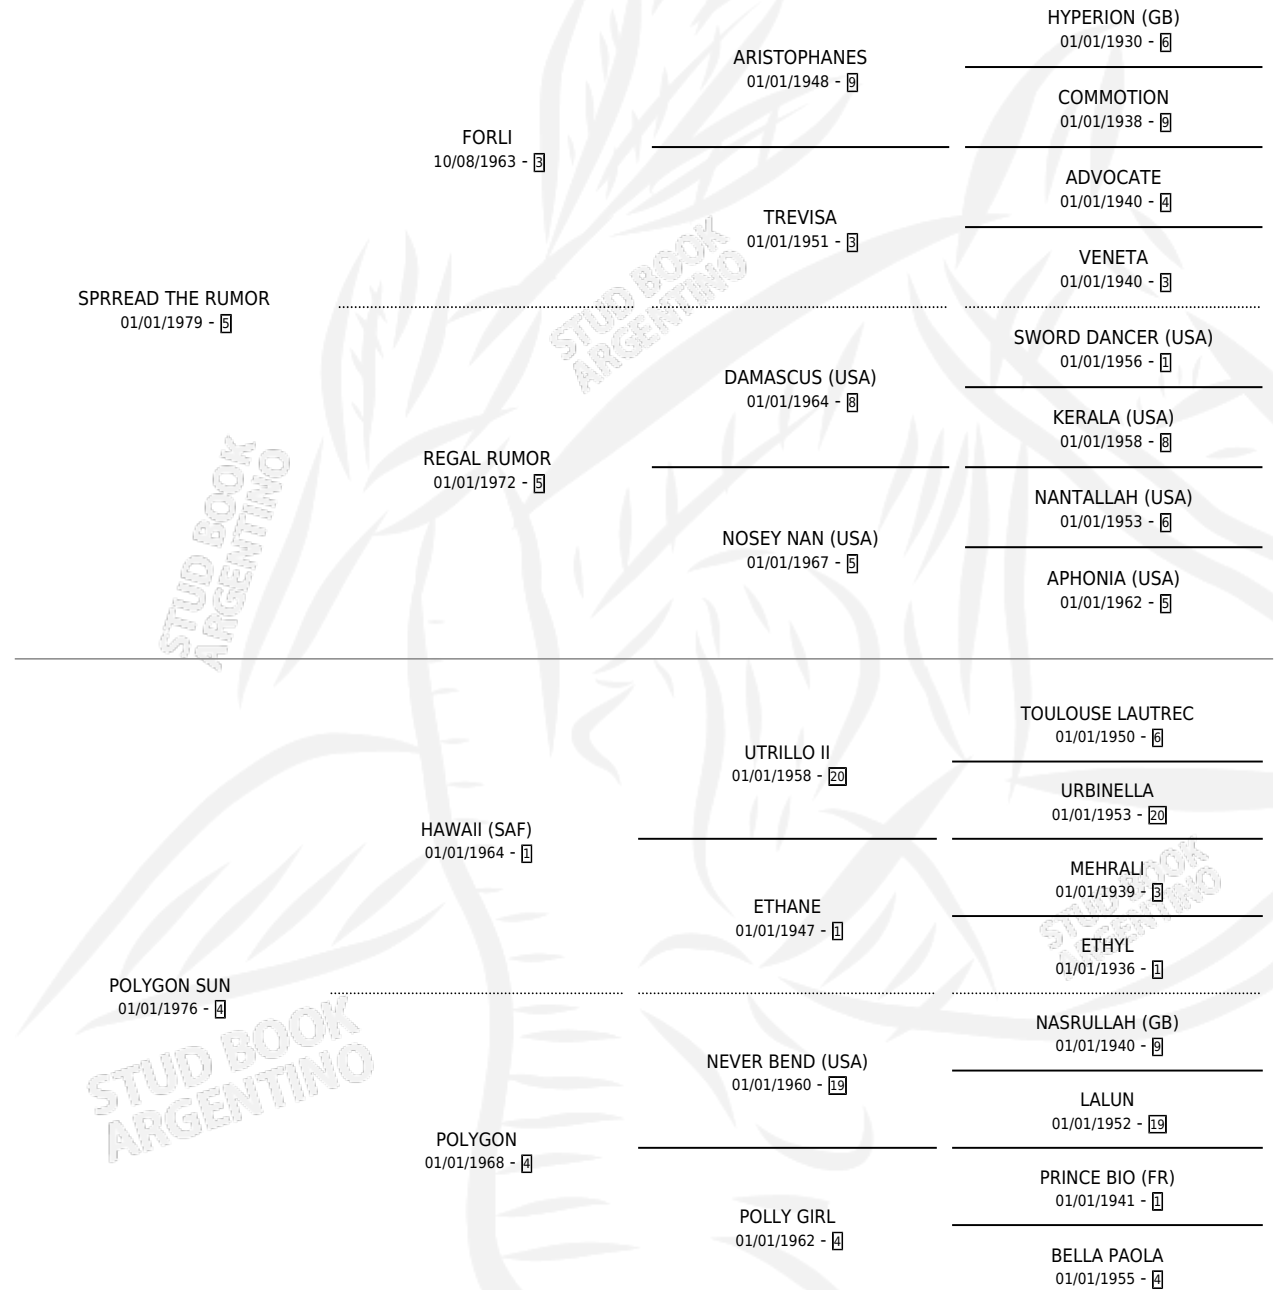 HYPERION (GB)
01/01/1930 - 6
ARISTOPHANES
01/01/1948 - 9
COMMOTION
01/01/1938 - 9
FORLI
10/08/1963 - 3
ADVOCATE
01/01/1940 - 4
TREVISA
01/01/1951 - 3
VENETA
01/01/1940 - 3
SPRREAD THE RUMOR
01/01/1979 - 5
SWORD DANCER (USA)
01/01/1956 - 1
DAMASCUS (USA)
01/01/1964 - 8
KERALA (USA)
01/01/1958 - 8
REGAL RUMOR
01/01/1972 - 5
NANTALLAH (USA)
01/01/1953 - 6
NOSEY NAN (USA)
01/01/1967 - 5
APHONIA (USA)
01/01/1962 - 5
STUD BOOK
ARGENTINO
STUD BOOK
ARGENTINO
TOULOUSE LAUTREC
01/01/1950 - 6
UTRILLO II
01/01/1958 - 20
URBINELLA
01/01/1953 - 20
HAWAII (SAF)
01/01/1964 - 1
MEHRALI
01/01/1939 - 3
ETHANE
01/01/1947 - 1
ETHYL
01/01/1936 - 1
POLYGON SUN
01/01/1976 - 4
NASRULLAH (GB)
01/01/1940 - 9
NEVER BEND (USA)
01/01/1960 - 19
LALUN
01/01/1952 - 19
POLYGON
01/01/1968 - 4
PRINCE BIO (FR)
01/01/1941 - 1
POLLY GIRL
01/01/1962 - 4
BELLA PAOLA
01/01/1955 - 4
STUD BOOK
ARGENTINO
STUD BOOK
ARGENTINO